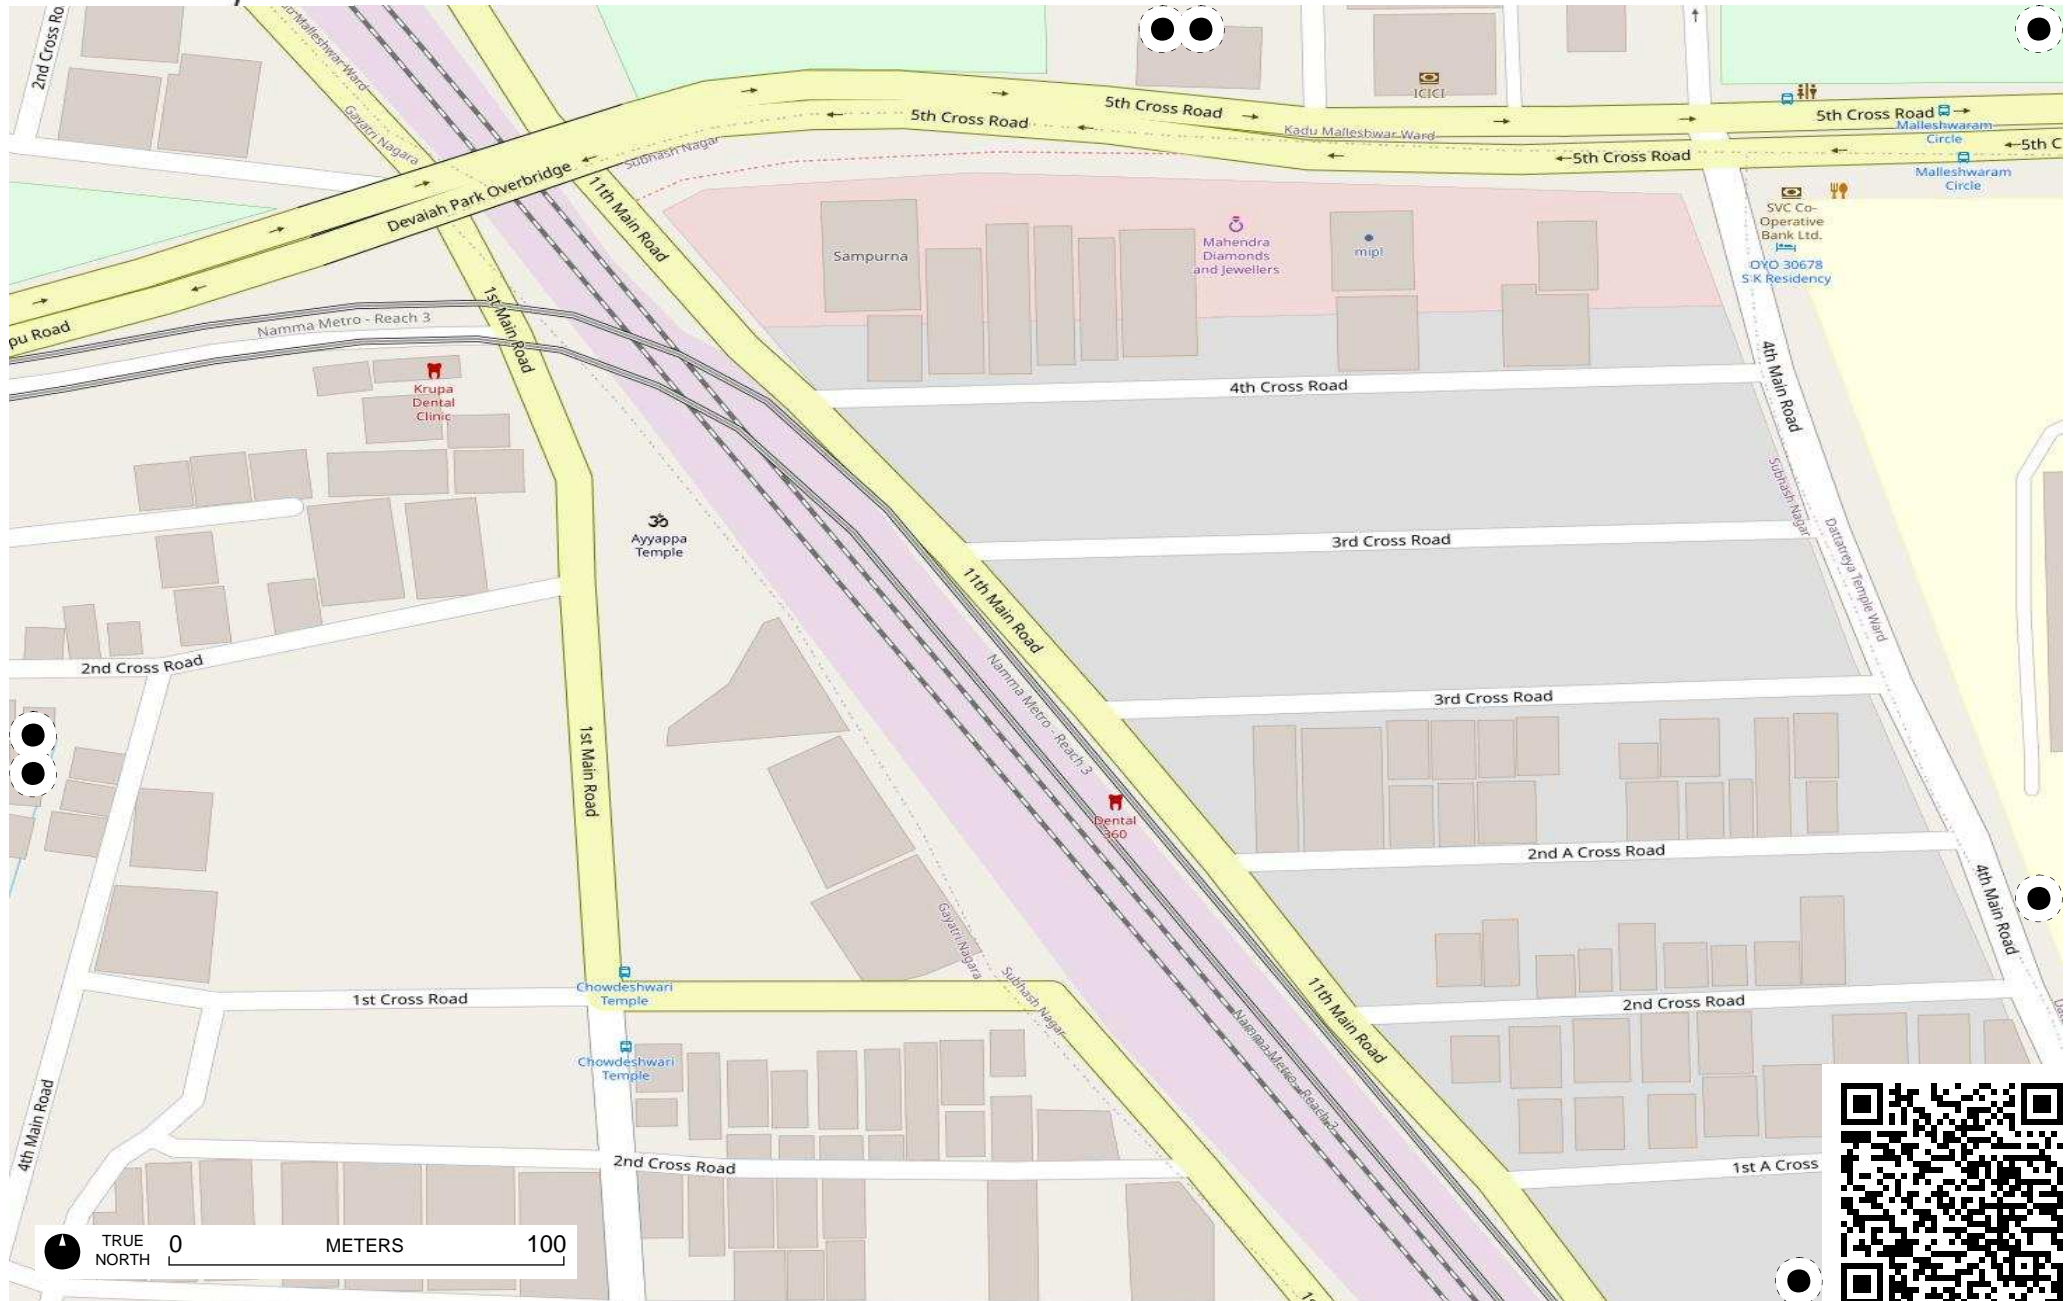 2nd Cross Ro
Malleshwar Ward
Gayatri Nagara
Subhash Nagar
Devaiah Park Overbridge
5th Cross Road
5th Cross Road
Kadu Malleshwar Ward
ICICI
5th Cross Road
Malleshwaram
Circle
5th Cross Road
5th C
Malleshwaram
Circle
SVC Co-
Operative
Bank Ltd.
OYO 30678
S K Residency
11th Main Road
Sampurna
Mahendra
Diamonds
and Jewellers
mipl
pu Road
Namma Metro - Reach 3
1st Main Road
Krupa
Dental
Clinic
4th Cross Road
4th Main Road
Subhash Nagar
Dattatreya Temple Ward
Ayyappa
Temple
3rd Cross Road
11th Main Road
2nd Cross Road
Namma Metro - Reach 3
3rd Cross Road
1st Main Road
Dental
360
2nd A Cross Road
4th Main Road
Gayatri Nagara
Subhash Nagar
1st Cross Road
Chowdeshwari
Temple
Chowdeshwari
Temple
11th Main Road
2nd Cross Road
Namma Metro - Reach 3
4th Main Road
2nd Cross Road
1st A Cross
TRUE
NORTH
0 METERS 100
1s